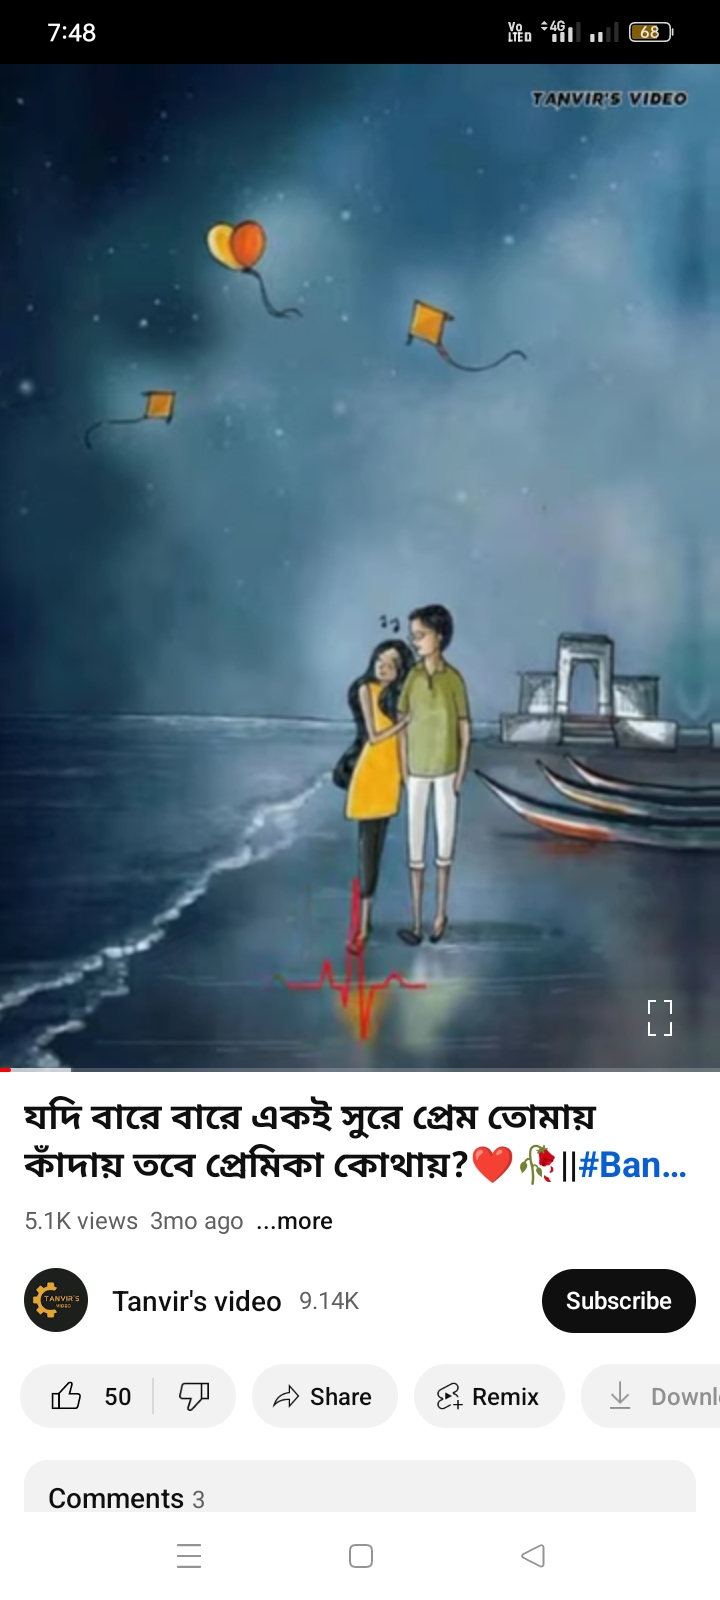 7:48
Vo LTE 4G 68
TANVIR'S VIDEO
যদি বারে বারে একই সুরে প্রেম তোমায়
কাঁদায় তবে প্রেমিকা কোথায়?❤️🥀||#Ban...
5.1K views 3mo ago ...more
TANVIR'S
VIDEO
Tanvir's video 9.14K Subscribe
50 Share Remix Downl
Comments 3